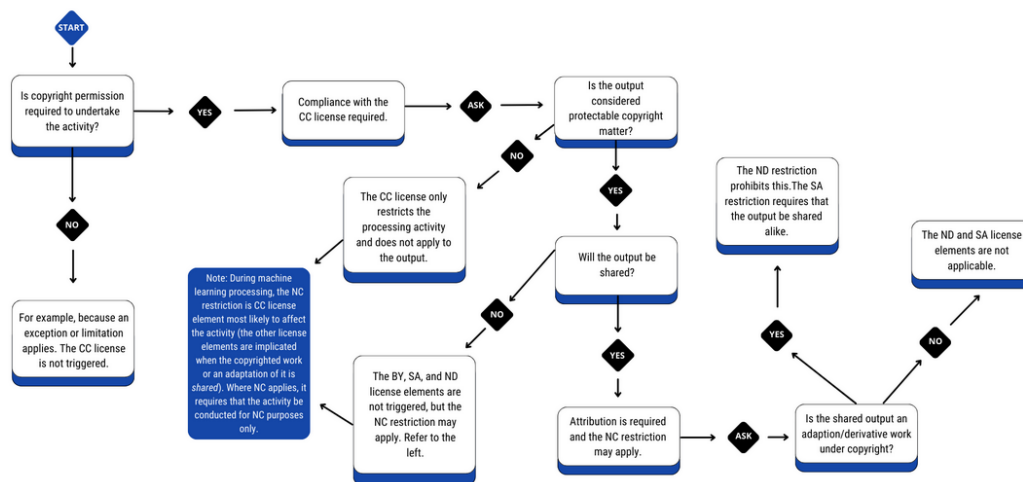 START
Is copyright permission
required to undertake
the activity?
YES
Compliance with the
CC license required.
ASK
Is the output
considered
protectable copyright
matter?
NO
The CC license only
restricts the
processing activity
and does not apply to
the output.
NO
For example, because an
exception or limitation
applies. The CC license
is not triggered.
Note: During machine
learning processing, the NC
restriction is CC license
element most likely to affect
the activity (the other license
elements are implicated
when the copyrighted work
or an adaptation of it is
shared). Where NC applies, it
requires that the activity be
conducted for NC purposes
only.
YES
Will the output be
shared?
NO
The BY, SA, and ND
license elements are
not triggered, but the
NC restriction may
apply. Refer to the
left.
YES
Attribution is required
and the NC restriction
may apply.
ASK
Is the shared output an
adaption/derivative work
under copyright?
YES
The ND restriction
prohibits this.The SA
restriction requires that
the output be shared
alike.
NO
The ND and SA license
elements are not
applicable.